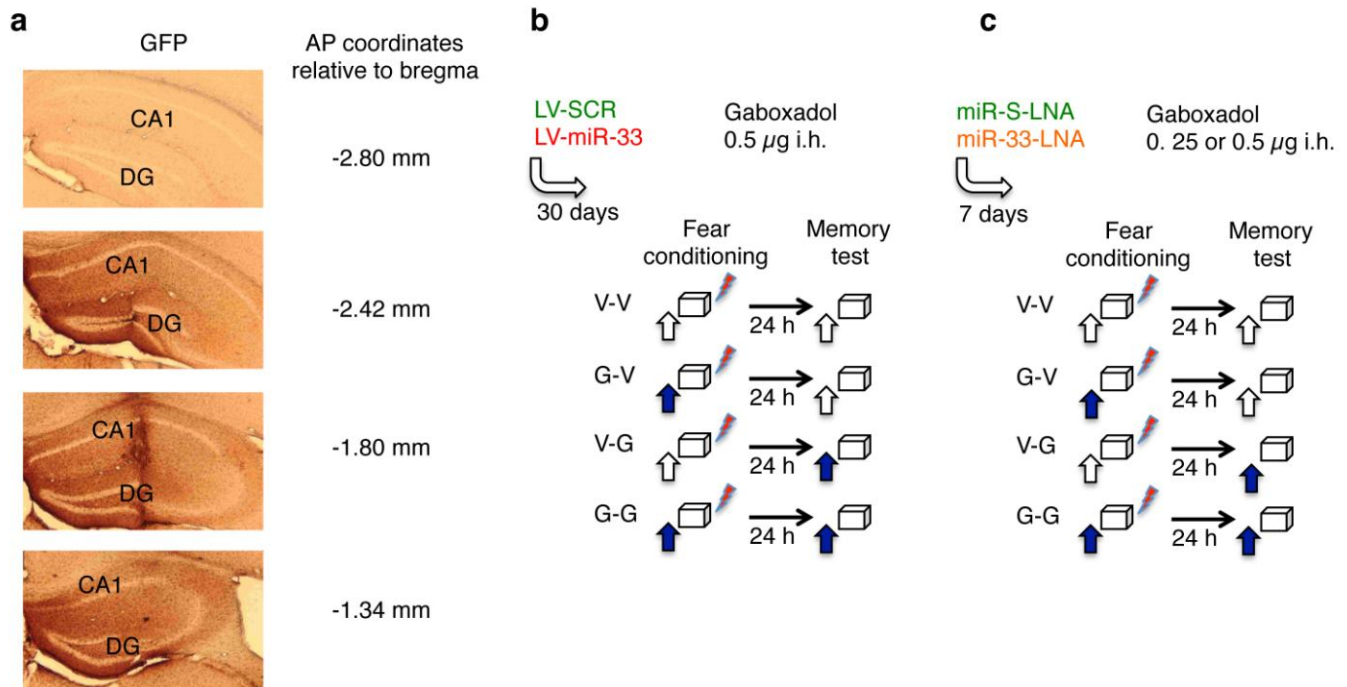 a
GFP
AP coordinates
relative to bregma
CA1
DG
-2.80 mm
CA1
DG
-2.42 mm
CA1
DG
-1.80 mm
CA1
DG
-1.34 mm
b
LV-SCR
LV-miR-33
Gaboxadol
0.5 µg i.h.
30 days
Fear
conditioning
Memory
test
V-V
24 h
G-V
24 h
V-G
24 h
G-G
24 h
c
miR-S-LNA
miR-33-LNA
Gaboxadol
0. 25 or 0.5 µg i.h.
7 days
Fear
conditioning
Memory
test
V-V
24 h
G-V
24 h
V-G
24 h
G-G
24 h